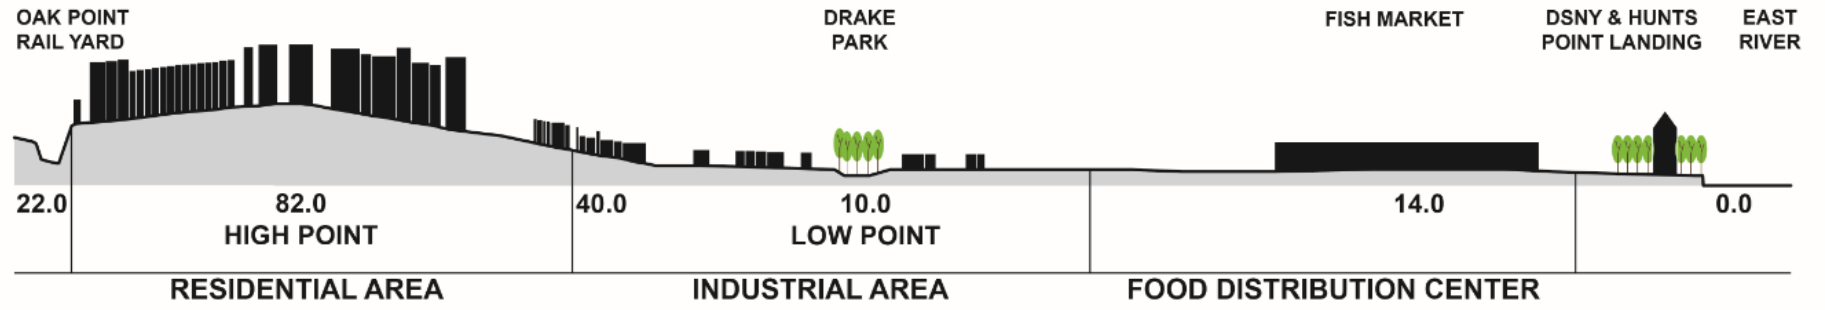 OAK POINT
RAIL YARD
DRAKE
PARK
FISH MARKET
DSNY & HUNTS
POINT LANDING
EAST
RIVER
22.0
82.0
40.0
10.0
14.0
0.0
HIGH POINT
LOW POINT
RESIDENTIAL AREA
INDUSTRIAL AREA
FOOD DISTRIBUTION CENTER